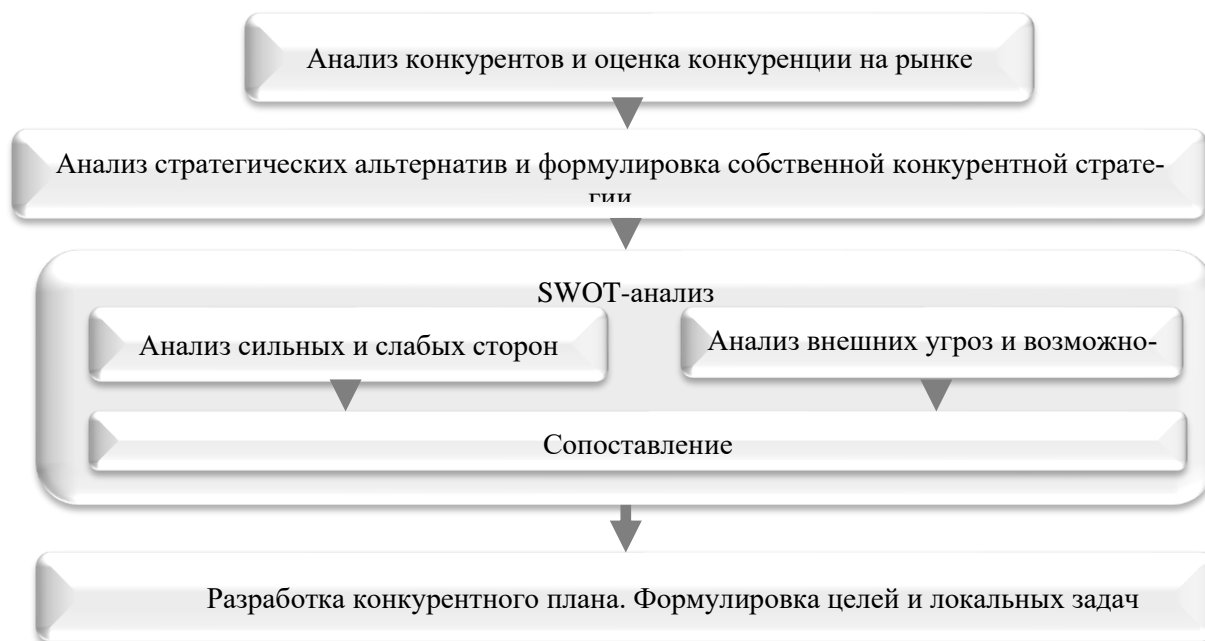 Анализ конкурентов и оценка конкуренции на рынке
Анализ стратегических альтернатив и формулировка собственной конкурентной страте-
гии
SWOT-анализ
Анализ сильных и слабых сторон
Анализ внешних угроз и возможно-
Сопоставление
Разработка конкурентного плана. Формулировка целей и локальных задач